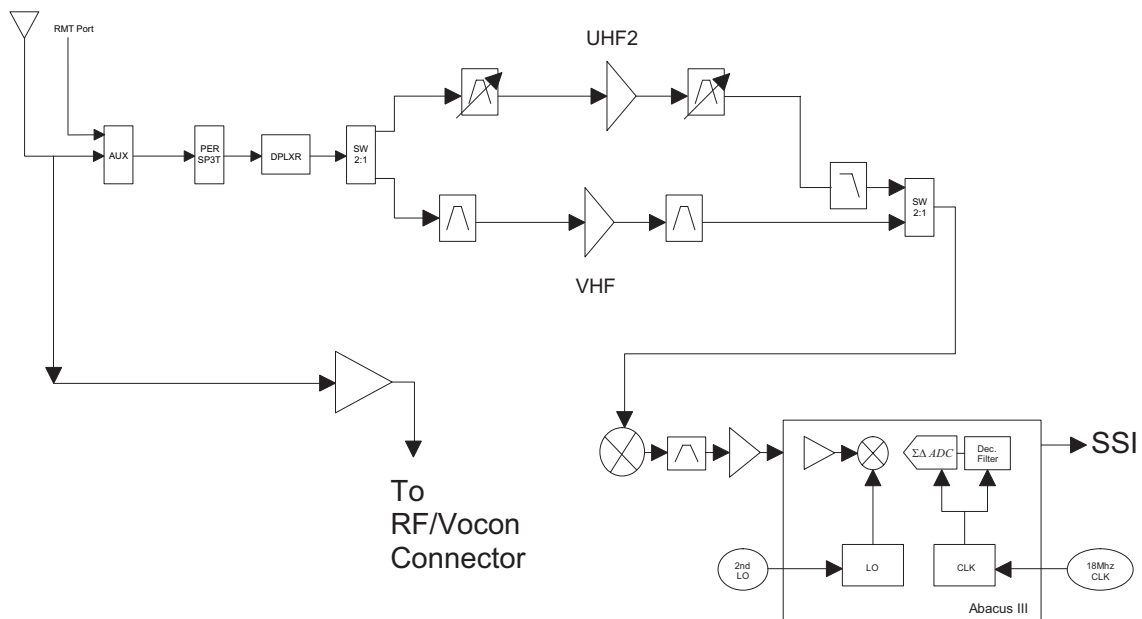 RMT Port
UHF2
AUX
PER
SP3T
DPLXR
SW
2:1
SW
2:1
VHF
To
RF/Vocon
Connector
ΣΔ ADC
Dec.
Filter
SSI
2nd
LO
LO
CLK
18Mhz
CLK
Abacus III